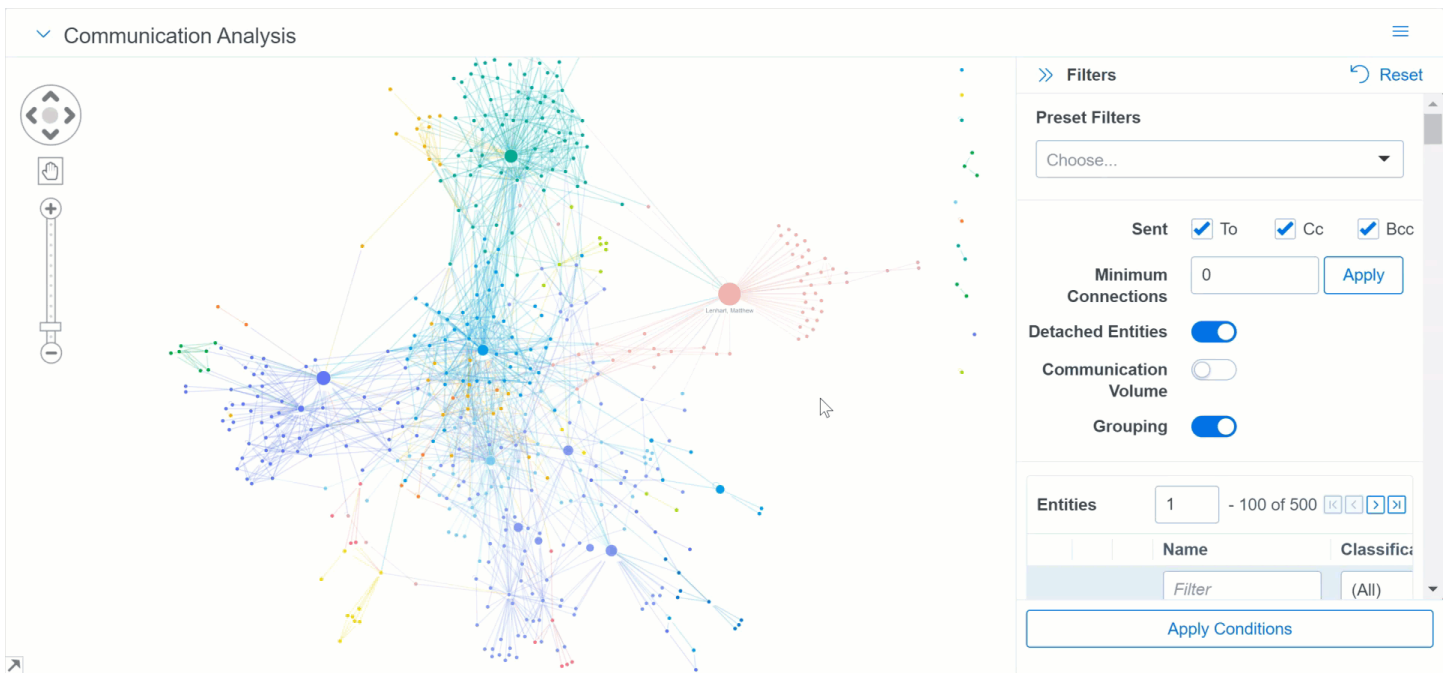 Communication Analysis
Filters
Reset
Preset Filters
Choose...
Sent To Cc Bcc
Minimum Connections 0 Apply
Detached Entities
Communication Volume
Grouping
Entities 1 - 100 of 500
Name Classifica
Filter (All)
Apply Conditions
Lenhart, Matthew